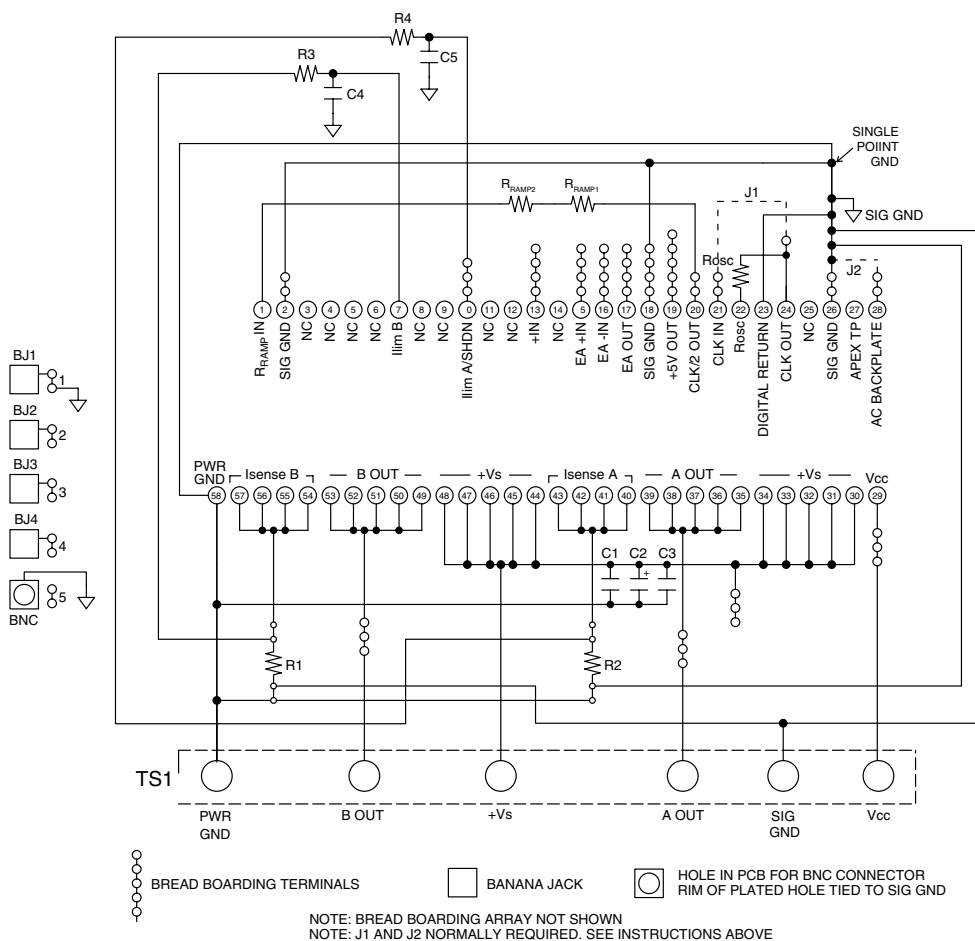 R4
C5
R3
C4
SINGLE
POIINT
GND
J1
RRAMP2
RRAMP1
SIG GND
Rosc
J2
1 2 3 4 5 6 7 8 9 0 11 12 13 14 5 16 17 18 19 20 21 22 23 24 25 26 27 28
RRAMP IN
SIG IGND
NC
NC
NC
NC
Ilim B
NC
NC
Ilim A/SHDN
NC
NC
+IN
NC
EA +IN
EA -IN
EA OUT
SIG GND
+5V OUT
CLK/2 OUT
CLK IN
Rosc
DIGITAL RETURN
CLK OUT
NC
SIG GND
APEX TP
AC BACKPLATE
BJ1
1
BJ2
2
BJ3
3
BJ4
4
5
BNC
PWR
GND
Isense B
B OUT
+Vs
Isense A
A OUT
+Vs
Vcc
58 57 56 55 54 53 52 51 50 49 48 47 46 45 44 43 42 41 40 39 38 37 36 35 34 33 32 31 30 29
C1 C2 C3
+
R1
R2
TS1
PWR
GND
B OUT
+Vs
A OUT
SIG
GND
Vcc
BREAD BOARDING TERMINALS
BANANA JACK
HOLE IN PCB FOR BNC CONNECTOR
RIM OF PLATED HOLE TIED TO SIG GND
NOTE: BREAD BOARDING ARRAY NOT SHOWN
NOTE: J1 AND J2 NORMALLY REQUIRED. SEE INSTRUCTIONS ABOVE